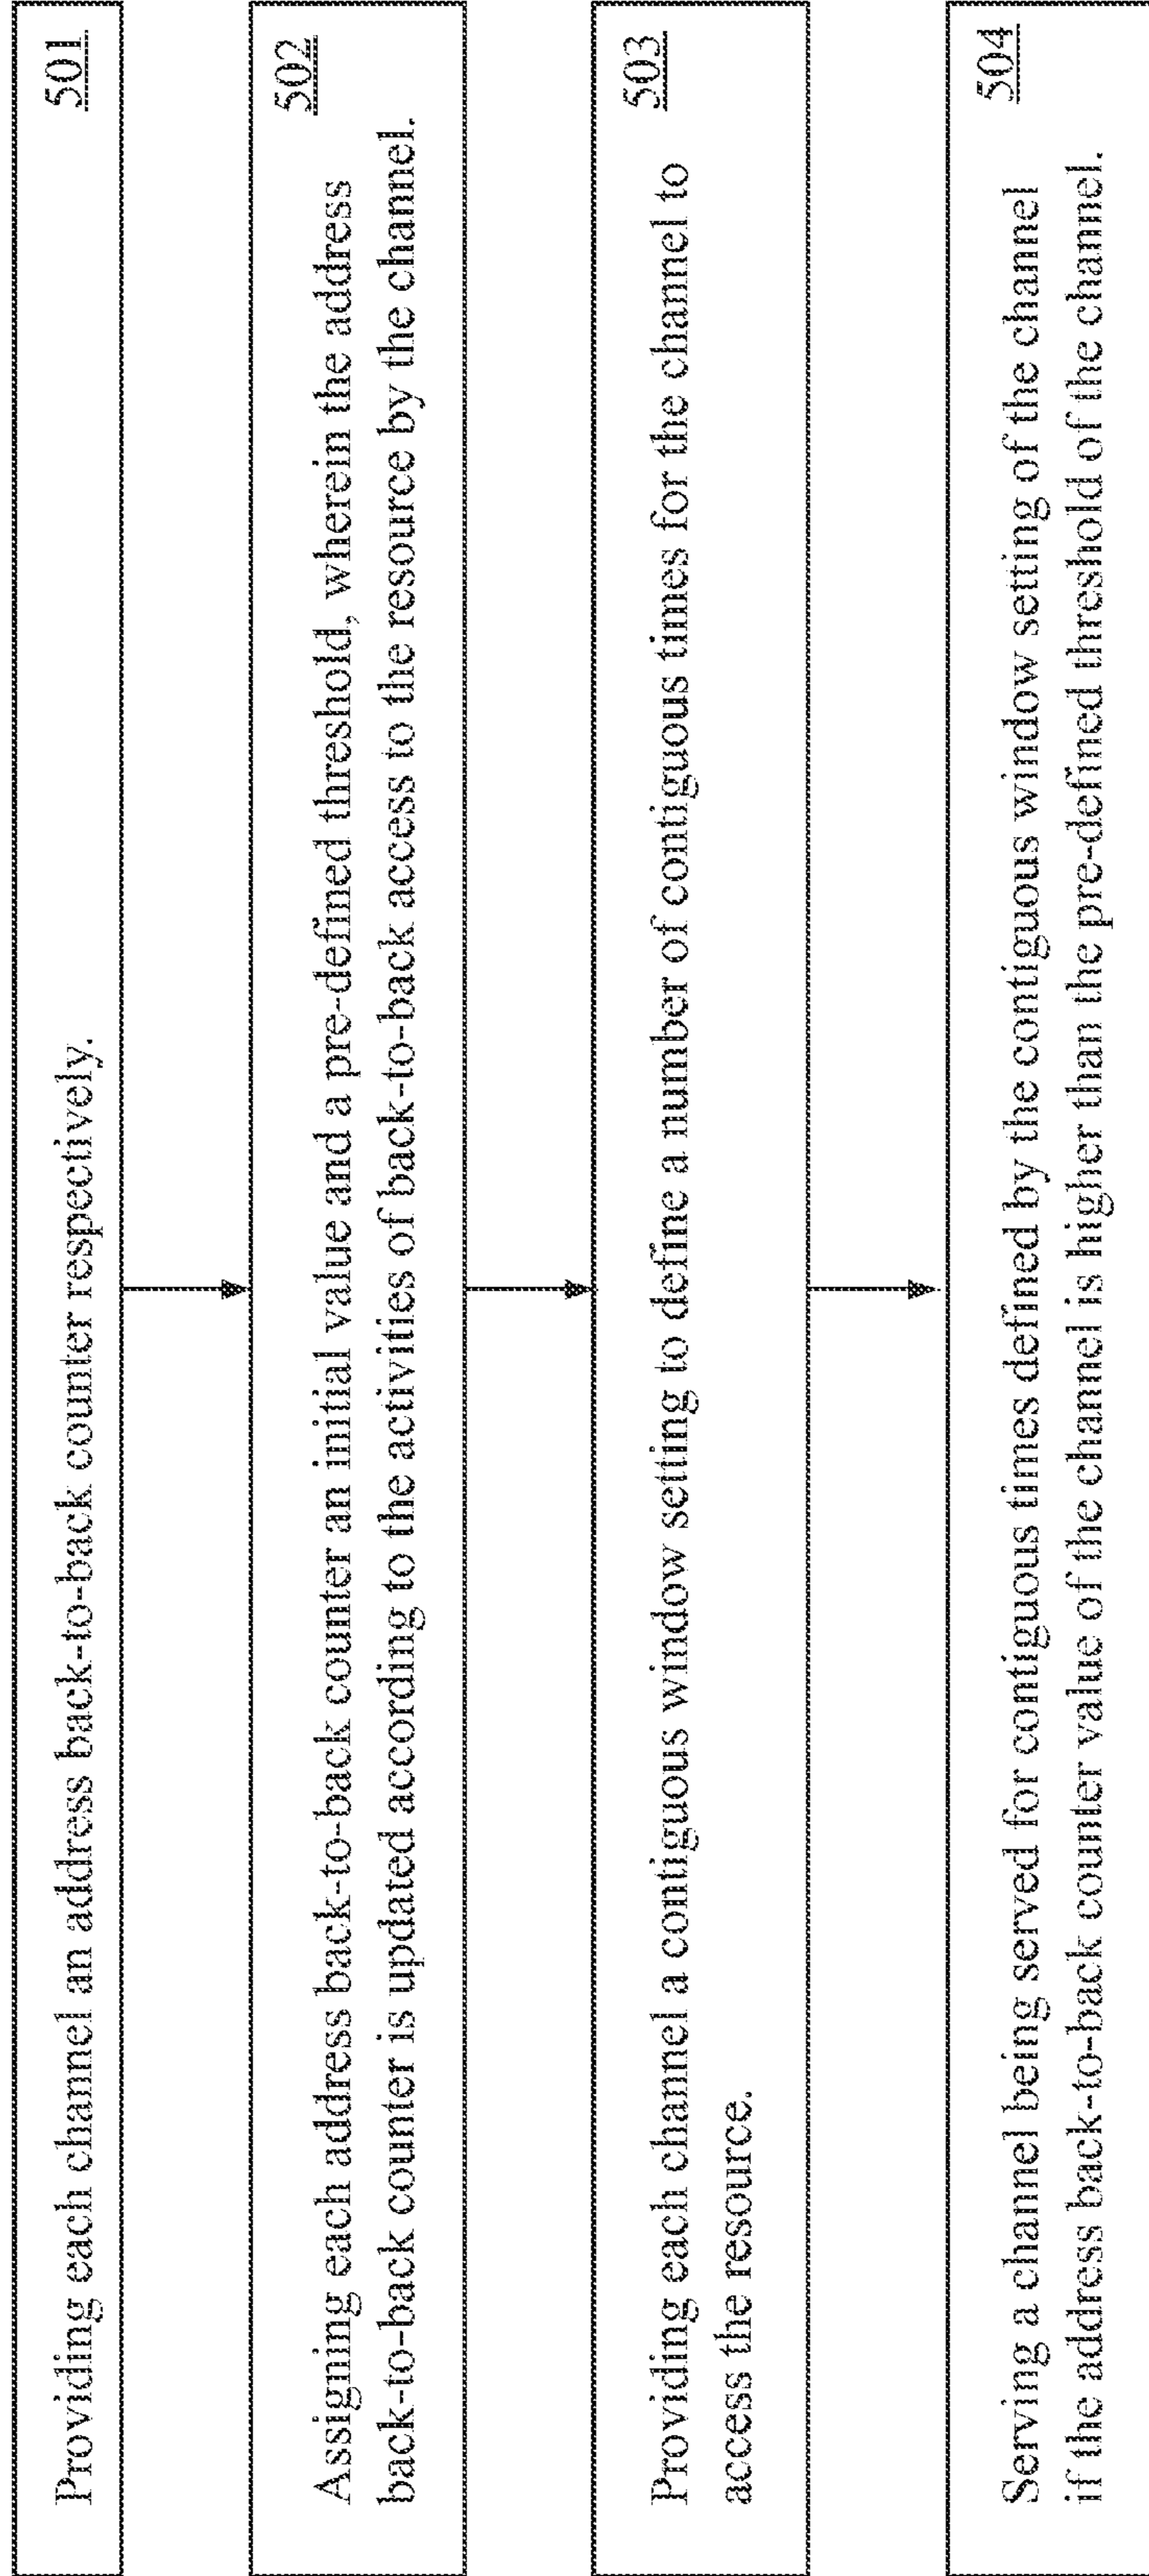 501
Providing each channel an address back-to-back counter respectively.
502
Assigning each address back-to-back counter an initial value and a pre-defined threshold, wherein the address
back-to-back counter is updated according to the activities of back-to-back access to the resource by the channel.
503
Providing each channel a contiguous window setting to define a number of contiguous times for the channel to
access the resource.
504
Serving a channel being served for contiguous times defined by the contiguous window setting of the channel
if the address back-to-back counter value of the channel is higher than the pre-defined threshold of the channel.